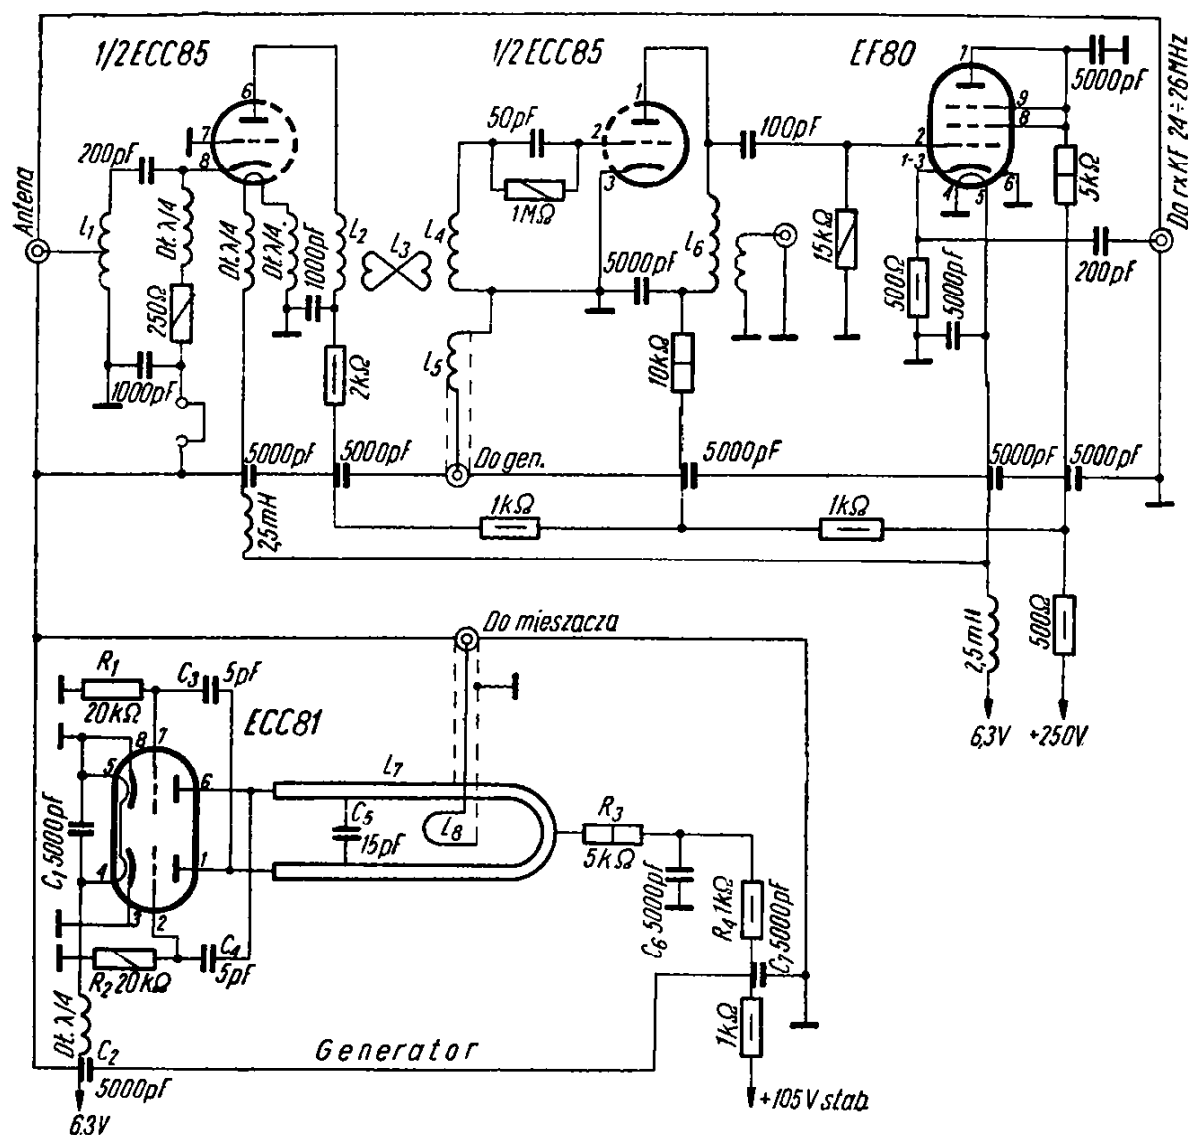 1/2ECC85
1/2ECC85
EF80
5000pF
Do rx KF 24÷26MHz
6
7
8
200pF
Antena
l1
Dł. λ/4
250Ω
1000pF
Dł. λ/4
Dł. λ/4
1000pF
L2
2kΩ
L3
L4
50pF
1MΩ
2
1
3
l5
5000pF
l6
10kΩ
100pF
15kΩ
1
9
8
2
1-3
4
5
6
5kΩ
500Ω
5000pF
200pF
5000pF
5000pF
Do gen.
5000pF
5000pF
5000pF
2,5mH
1kΩ
1kΩ
2,5mH
500Ω
6,3V
+250V
Do mieszacza
R1
20kΩ
C3
5pF
ECC81
8
7
5
6
C1 5000pF
4
1
3
2
C4
5pF
R2 20kΩ
L7
C5
15pF
l8
R3
5kΩ
C6 5000pF
R4 1kΩ
C7 5000pF
1kΩ
Dł. λ/4
C2
5000pF
6,3V
Generator
+105V stab.